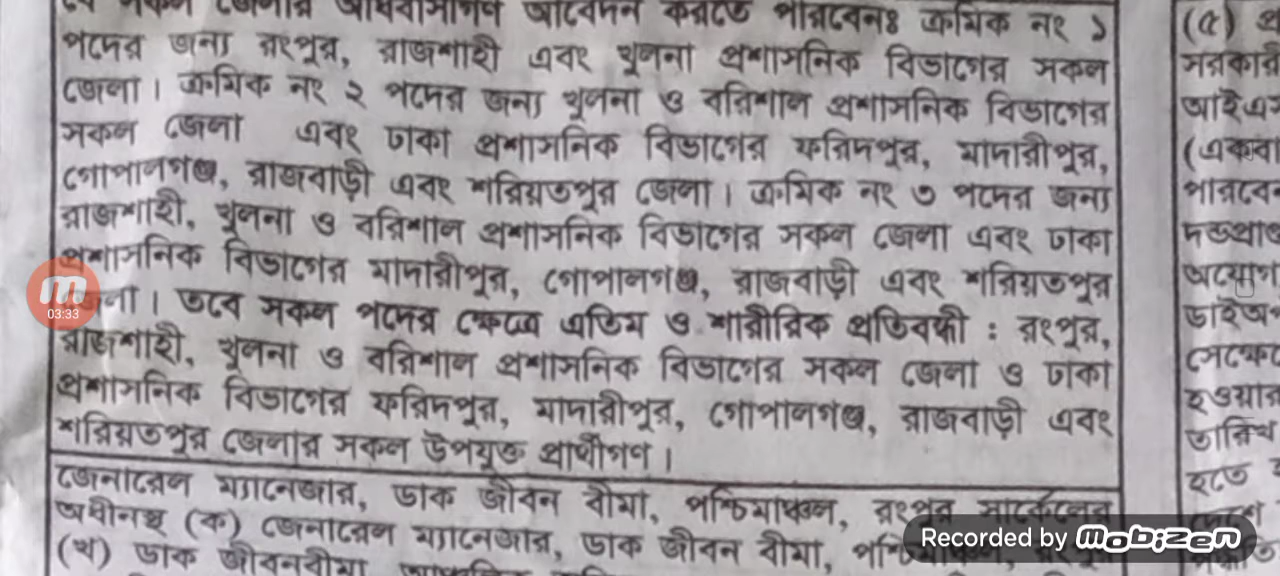 যে সকল জেলার অধিবাসীগণ আবেদন করতে পারবেনঃ ক্রমিক নং ১
পদের জন্য রংপুর, রাজশাহী এবং খুলনা প্রশাসনিক বিভাগের সকল
জেলা। ক্রমিক নং ২ পদের জন্য খুলনা ও বরিশাল প্রশাসনিক বিভাগের
সকল জেলা এবং ঢাকা প্রশাসনিক বিভাগের ফরিদপুর, মাদারীপুর,
গোপালগঞ্জ, রাজবাড়ী এবং শরিয়তপুর জেলা। ক্রমিক নং ৩ পদের জন্য
রাজশাহী, খুলনা ও বরিশাল প্রশাসনিক বিভাগের সকল জেলা এবং ঢাকা
প্রশাসনিক বিভাগের মাদারীপুর, গোপালগঞ্জ, রাজবাড়ী এবং শরিয়তপুর
জেলা। তবে সকল পদের ক্ষেত্রে এতিম ও শারীরিক প্রতিবন্ধী : রংপুর,
রাজশাহী, খুলনা ও বরিশাল প্রশাসনিক বিভাগের সকল জেলা ও ঢাকা
প্রশাসনিক বিভাগের ফরিদপুর, মাদারীপুর, গোপালগঞ্জ, রাজবাড়ী এবং
শরিয়তপুর জেলার সকল উপযুক্ত প্রার্থীগণ।
জেনারেল ম্যানেজার, ডাক জীবন বীমা, পশ্চিমাঞ্চল, রংপুর সার্কেলের
অধীনস্থ (ক) জেনারেল ম্যানেজার, ডাক জীবন বীমা,
(খ) ডাক জীবনবীমা
(৫)
সরকারী
(একবা
হওয়ার
তারিখ
হতে
03:33
Recorded by mobizen